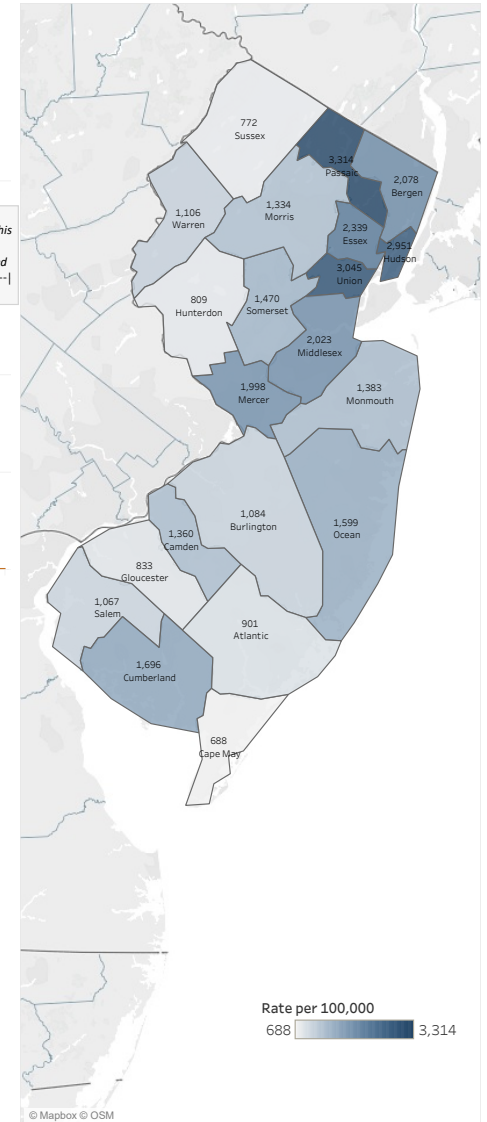 772
Sussex
3,314
Passaic
2,078
Bergen
his
1,106
Warren
1,334
Morris
2,339
Essex
2,951
Hudson
d
--|
3,045
Union
809
Hunterdon
1,470
Somerset
2,023
Middlesex
1,998
Mercer
1,383
Monmouth
1,084
Burlington
1,599
Ocean
1,360
Camden
833
Gloucester
1,067
Salem
901
Atlantic
1,696
Cumberland
688
Cape May
Rate per 100,000
688 3,314
© Mapbox © OSM